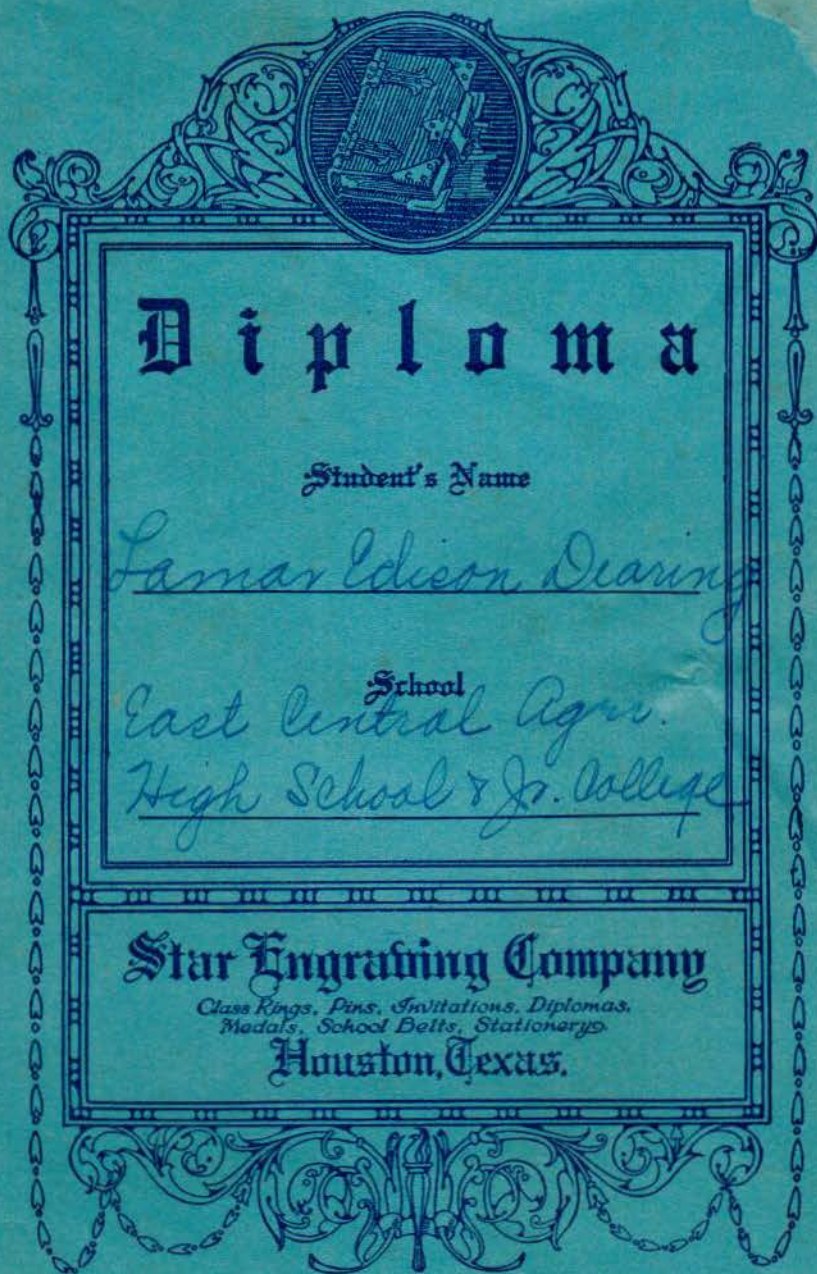 Diploma
Student's Name
Lamar Edison Dearing
School
East Central Agri.
High School & Jr. College
Star Engraving Company
Class Rings, Pins, Invitations, Diplomas,
Medals, School Belts, Stationery
Houston, Texas.